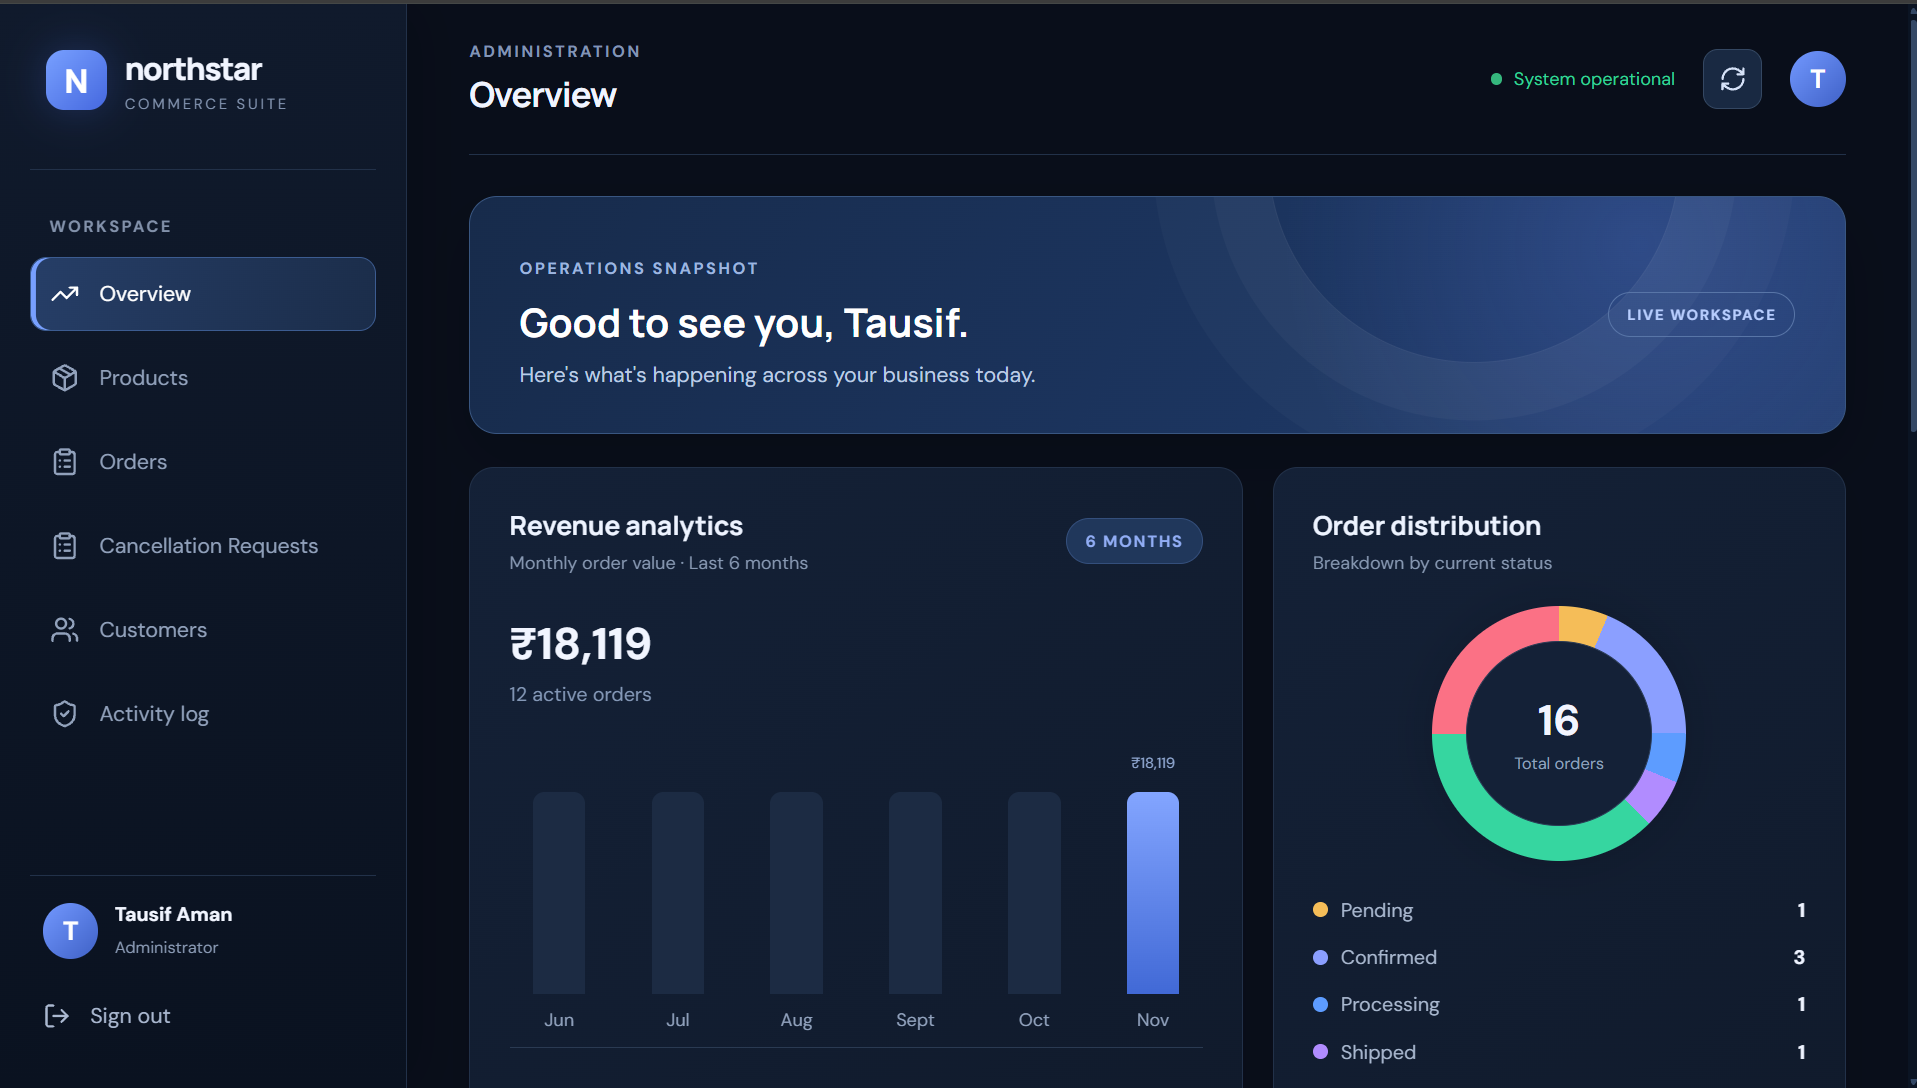 N
northstar
COMMERCE SUITE
WORKSPACE
Overview
Products
Orders
Cancellation Requests
Customers
Activity log
T
Tausif Aman
Administrator
Sign out
ADMINISTRATION
Overview
System operational
T
OPERATIONS SNAPSHOT
Good to see you, Tausif.
Here's what's happening across your business today.
LIVE WORKSPACE
Revenue analytics
Monthly order value · Last 6 months
6 MONTHS
₹18,119
12 active orders
₹18,119
Jun Jul Aug Sept Oct Nov
Order distribution
Breakdown by current status
16
Total orders
Pending 1
Confirmed 3
Processing 1
Shipped 1